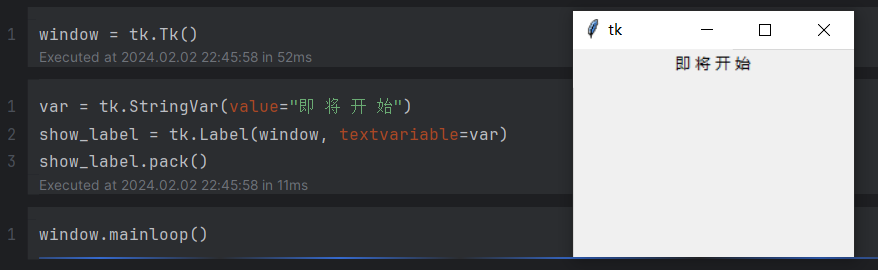 1 window = tk.Tk()
Executed at 2024.02.02 22:45:58 in 52ms
1 var = tk.StringVar(value="即 将 开 始")
2 show_label = tk.Label(window, textvariable=var)
3 show_label.pack()
Executed at 2024.02.02 22:45:58 in 11ms
1 window.mainloop()
tk
即 将 开 始